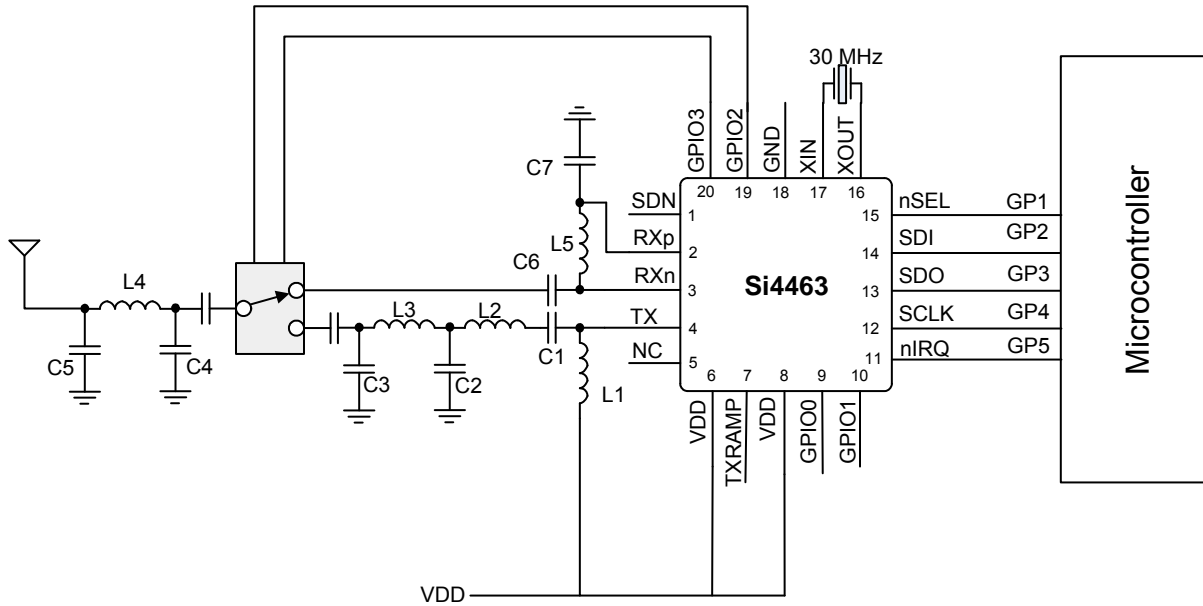 30 MHz
GPIO3
GPIO2
GND
XIN
XOUT
C7
20
19
18
17
16
SDN
1
15
nSEL
GP1
L5
RXp
2
14
SDI
GP2
C6
RXn
3
Si4463
13
SDO
GP3
L4
L3
L2
TX
4
12
SCLK
GP4
C1
NC
5
11
nIRQ
GP5
C5
C4
C3
C2
L1
6
7
8
9
10
VDD
TXRAMP
VDD
GPIO0
GPIO1
Microcontroller
VDD